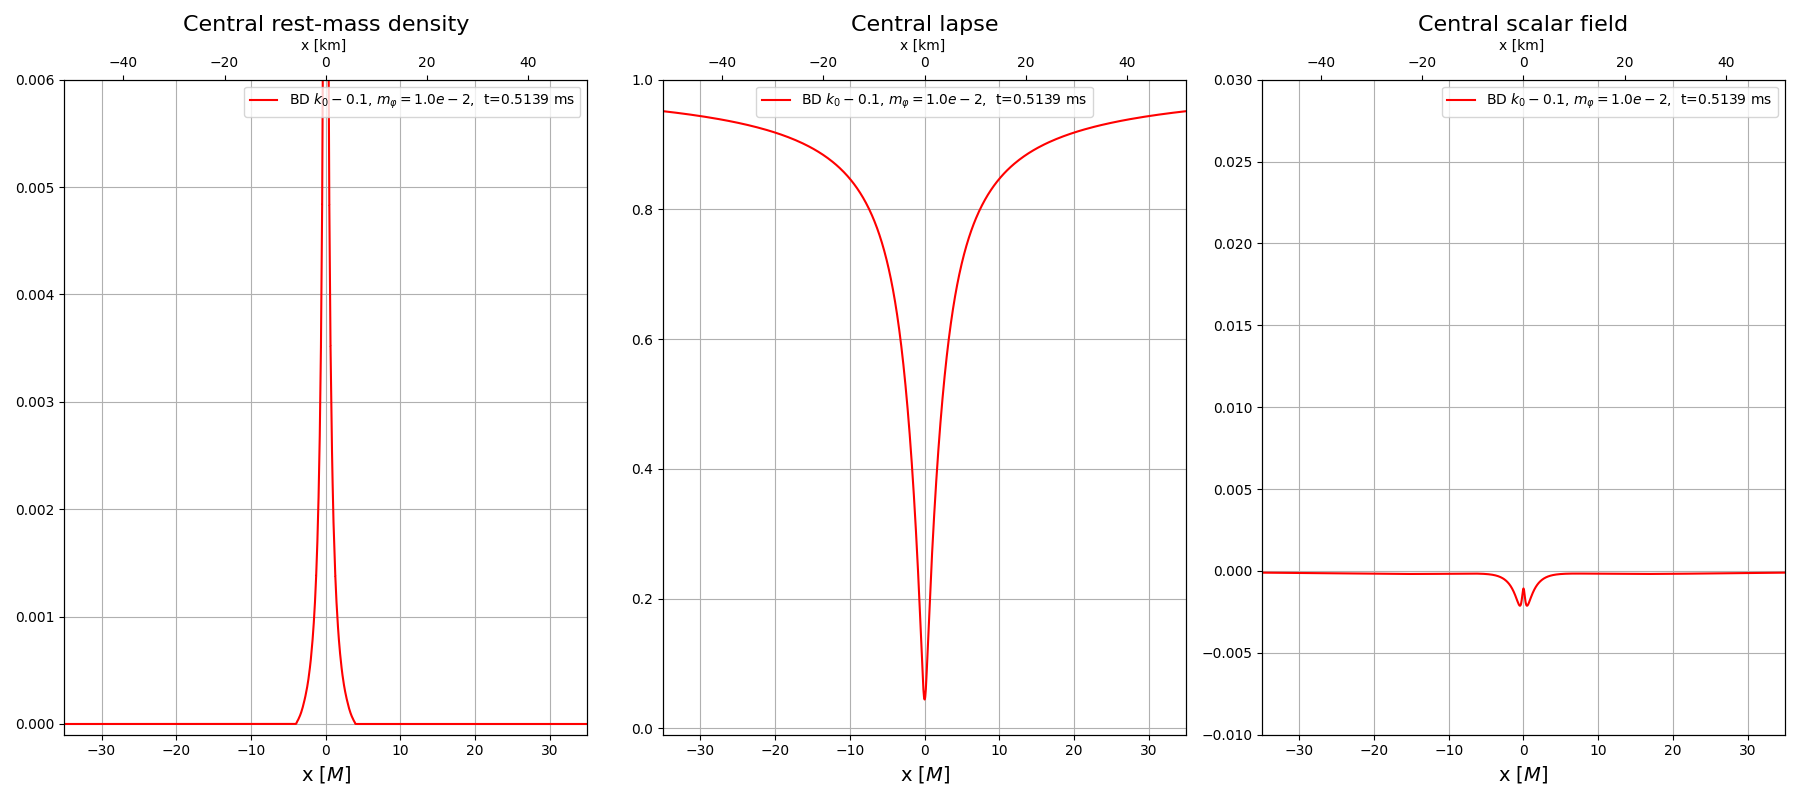 Central rest-mass density
x [km]
−40 −20 0 20 40
BD k₀ − 0.1, mᵩ = 1.0e − 2, t=0.5139 ms
0.006
0.005
0.004
0.003
0.002
0.001
0.000
−30 −20 −10 0 10 20 30
x [M]
Central lapse
x [km]
−40 −20 0 20 40
BD k₀ − 0.1, mᵩ = 1.0e − 2, t=0.5139 ms
1.0
0.8
0.6
0.4
0.2
0.0
−30 −20 −10 0 10 20 30
x [M]
Central scalar field
x [km]
−40 −20 0 20 40
BD k₀ − 0.1, mᵩ = 1.0e − 2, t=0.5139 ms
0.030
0.025
0.020
0.015
0.010
0.005
0.000
−0.005
−0.010
−30 −20 −10 0 10 20 30
x [M]